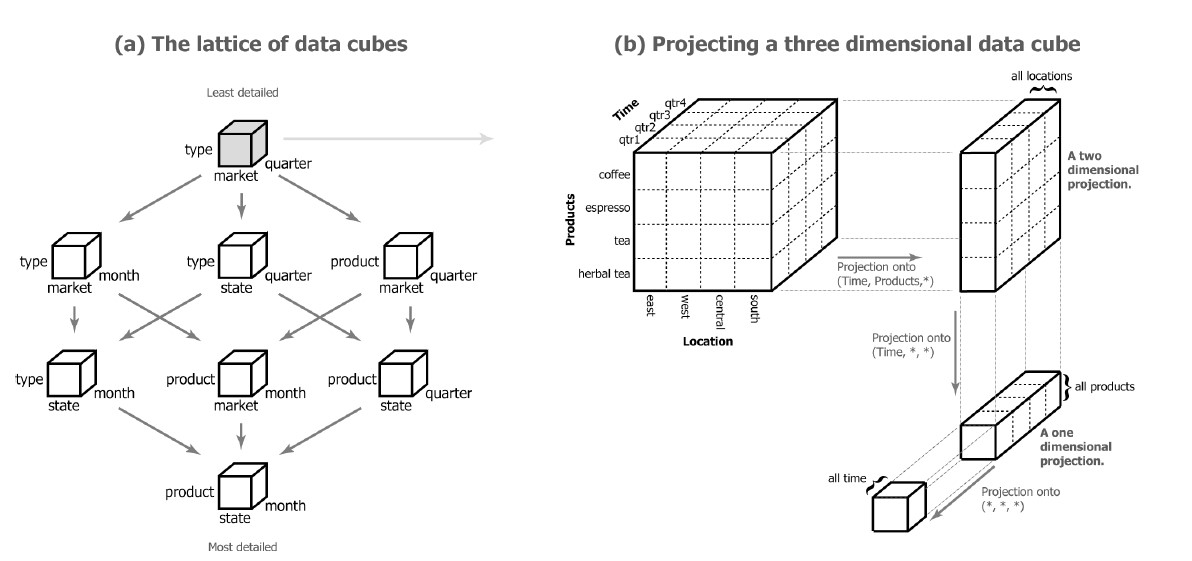 (a) The lattice of data cubes
Least detailed
type
quarter
market
type
month
market
type
quarter
state
product
quarter
market
type
month
state
product
month
market
product
quarter
state
product
month
state
Most detailed
(b) Projecting a three dimensional data cube
all locations
Time
qtr4
qtr3
qtr2
qtr1
Products
coffee
espresso
tea
herbal tea
east
west
central
south
Location
A two
dimensional
projection.
Projection onto
(Time, Products,*)
Projection onto
(Time, *, *)
all products
A one
dimensional
projection.
all time
Projection onto
(*, *, *)